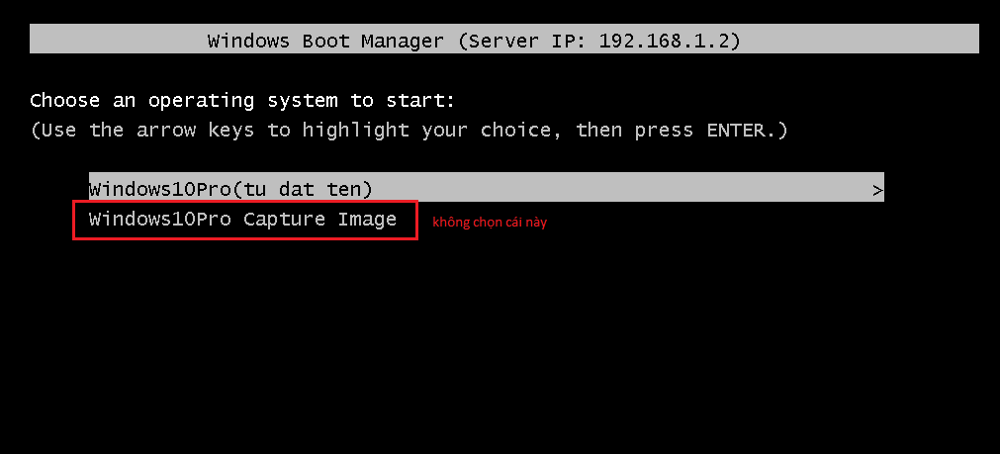 Windows Boot Manager (Server IP: 192.168.1.2)
Choose an operating system to start:
(Use the arrow keys to highlight your choice, then press ENTER.)
Windows10Pro(tu dat ten) >
Windows10Pro Capture Image không chọn cái này